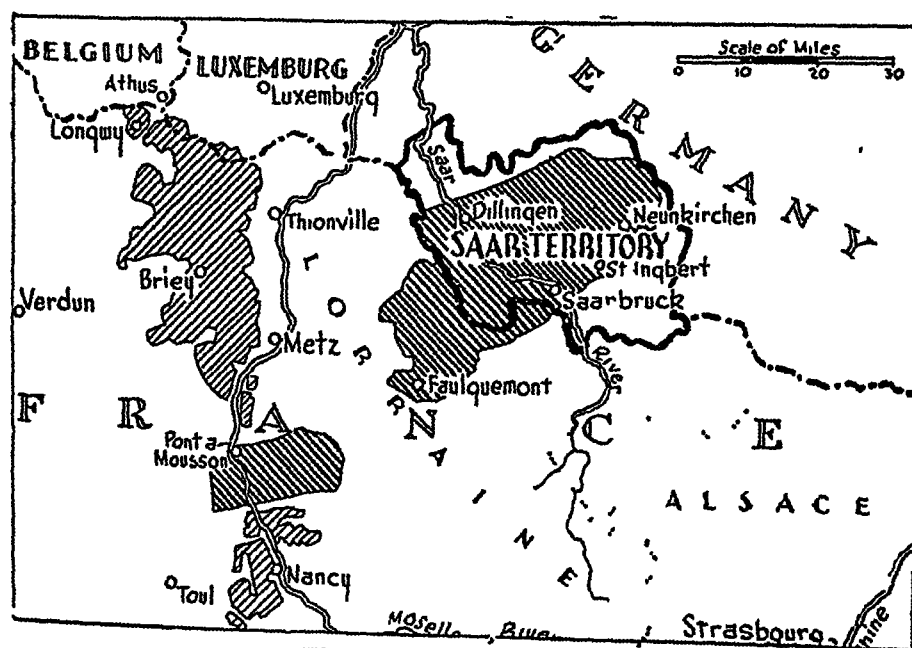 GERMANY
Scale of Miles
0 10 20 30
BELGIUM
Athus
LUXEMBURG
Luxemburg
Longwy
Saar
Thionville
Dillingen
Neunkirchen
SAAR TERRITORY
St Ingbert
Briey
Saarbruck
Verdun
Metz
River
Faulquemont
LORRAINE
FRANCE
Pont a-
Mousson
ALSACE
Nancy
Toul
Strasbourg